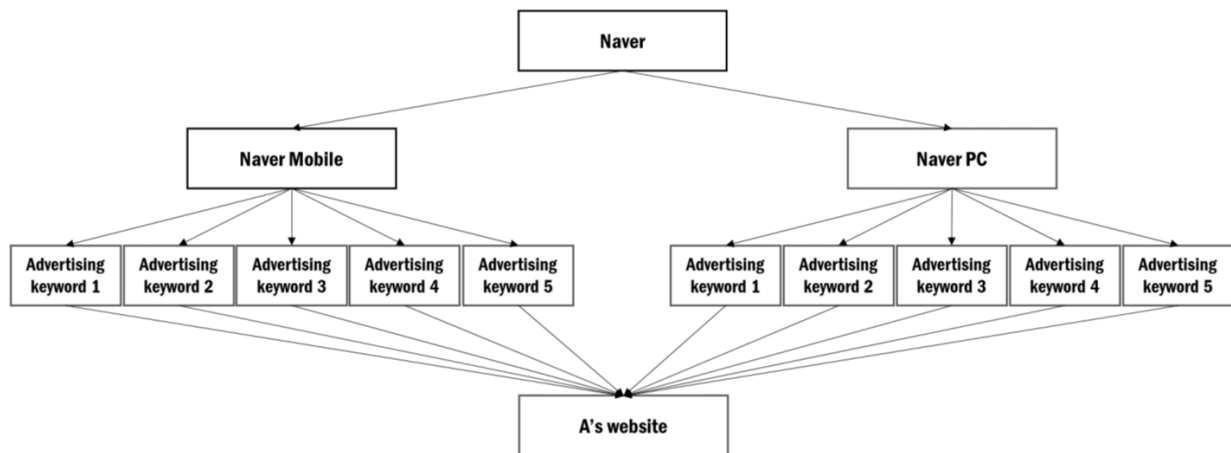 Naver
Naver Mobile
Naver PC
Advertising
keyword 1
Advertising
keyword 2
Advertising
keyword 3
Advertising
keyword 4
Advertising
keyword 5
Advertising
keyword 1
Advertising
keyword 2
Advertising
keyword 3
Advertising
keyword 4
Advertising
keyword 5
A's website